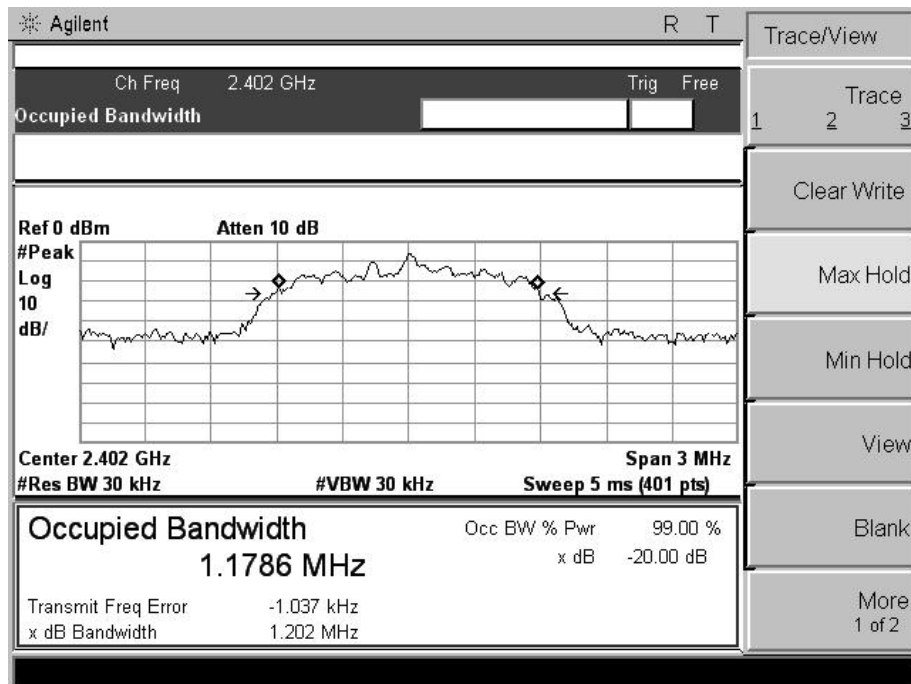 Agilent R T
Ch Freq 2.402 GHz Trig Free
Occupied Bandwidth
Ref 0 dBm Atten 10 dB
#Peak
Log
10
dB/
Center 2.402 GHz Span 3 MHz
#Res BW 30 kHz #VBW 30 kHz Sweep 5 ms (401 pts)
Occupied Bandwidth
1.1786 MHz
Occ BW % Pwr 99.00 %
x dB -20.00 dB
Transmit Freq Error -1.037 kHz
x dB Bandwidth 1.202 MHz
Trace/View
Trace
1 2 3
Clear Write
Max Hold
Min Hold
View
Blank
More
1 of 2